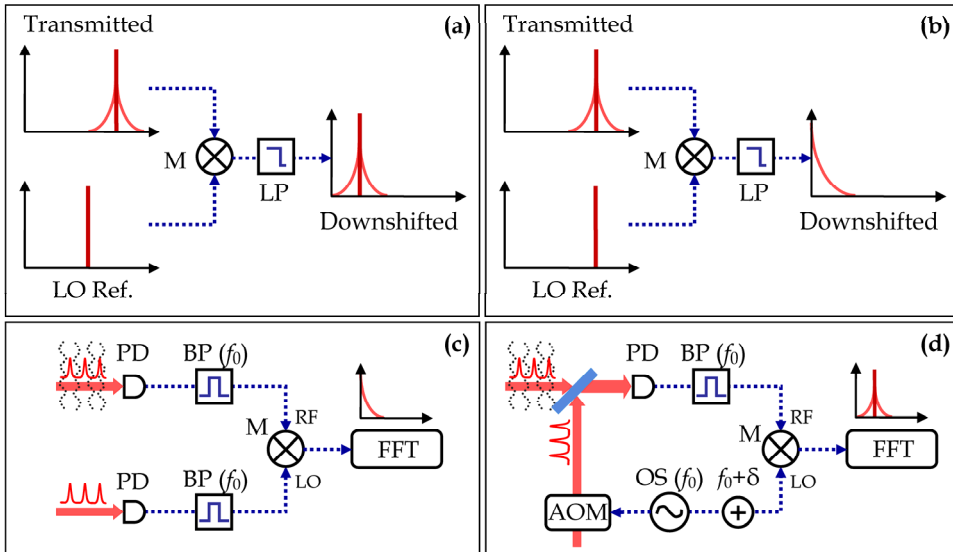 Transmitted
(a)
M
LP
Downshifted
LO Ref.
Transmitted
(b)
M
LP
Downshifted
LO Ref.
PD
BP (f0)
(c)
M
RF
LO
FFT
PD
BP (f0)
PD
BP (f0)
(d)
M
RF
LO
FFT
OS (f0)
f0+δ
AOM